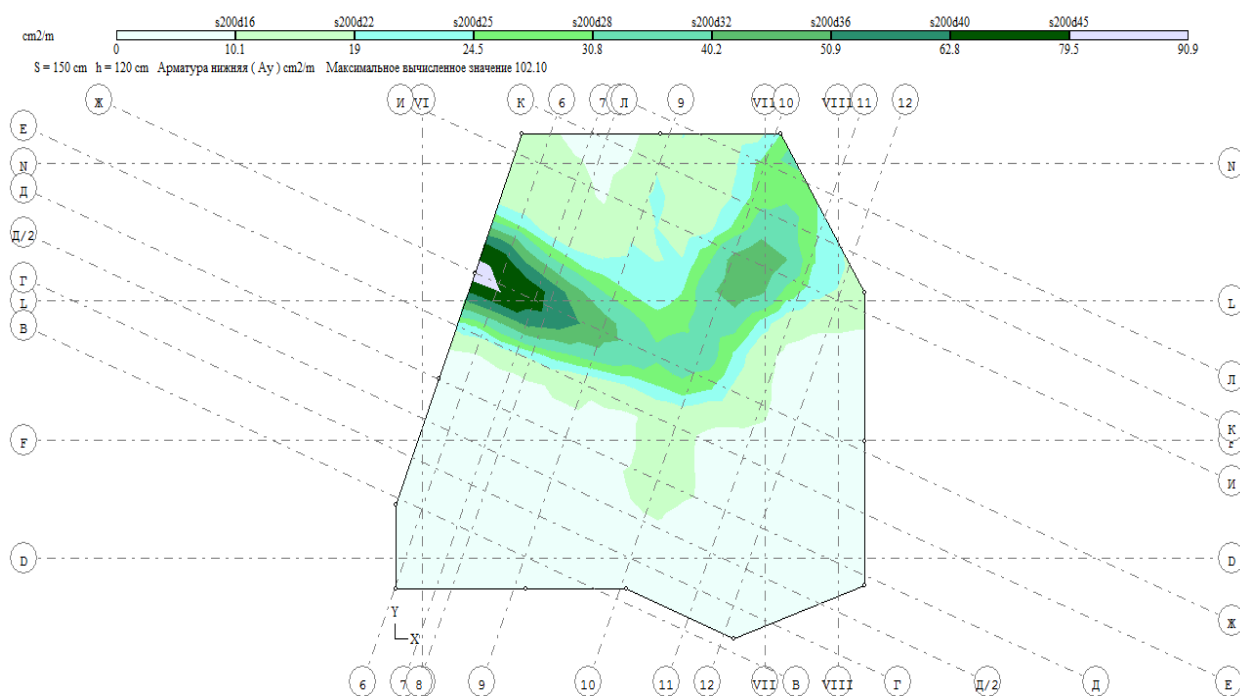 s200d16 s200d22 s200d25 s200d28 s200d32 s200d36 s200d40 s200d45
cm2/m
0 10.1 19 24.5 30.8 40.2 50.9 62.8 79.5 90.9
S = 150 cm h = 120 cm Арматура нижняя ( Ay ) cm2/m Максимальное вычисленное значение 102.10
Ж И VI К 6 7 Л 9 VII 10 VIII 11 12
Е
N N
Д
Д/2
Г
L L
В
Л
К
F
И
D D
Ж
Е
Y
X
6 7 8 9 10 11 12 VII В VIII Г Д/2 Д